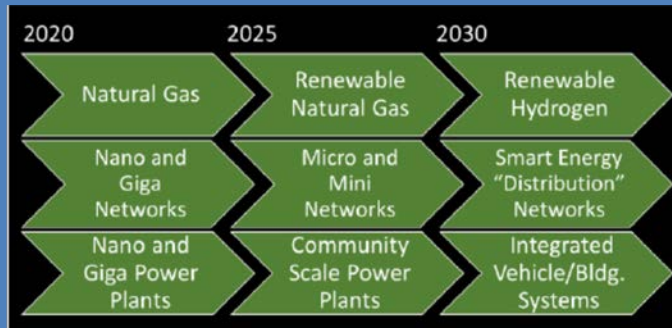 2020 2025 2030
Natural Gas
Renewable
Natural Gas
Renewable
Hydrogen
Nano and
Giga
Networks
Micro and
Mini
Networks
Smart Energy
“Distribution”
Networks
Nano and
Giga Power
Plants
Community
Scale Power
Plants
Integrated
Vehicle/Bldg.
Systems